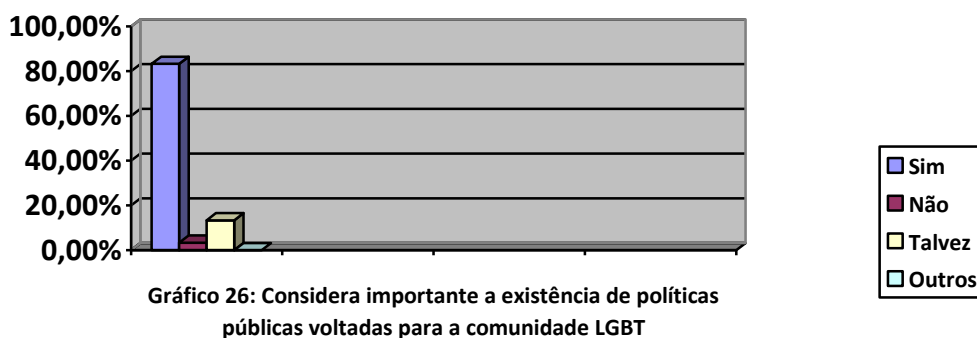 100,00%
80,00%
60,00%
40,00%
20,00%
0,00%
Sim
Não
Talvez
Outros
Gráfico 26: Considera importante a existência de políticas
públicas voltadas para a comunidade LGBT